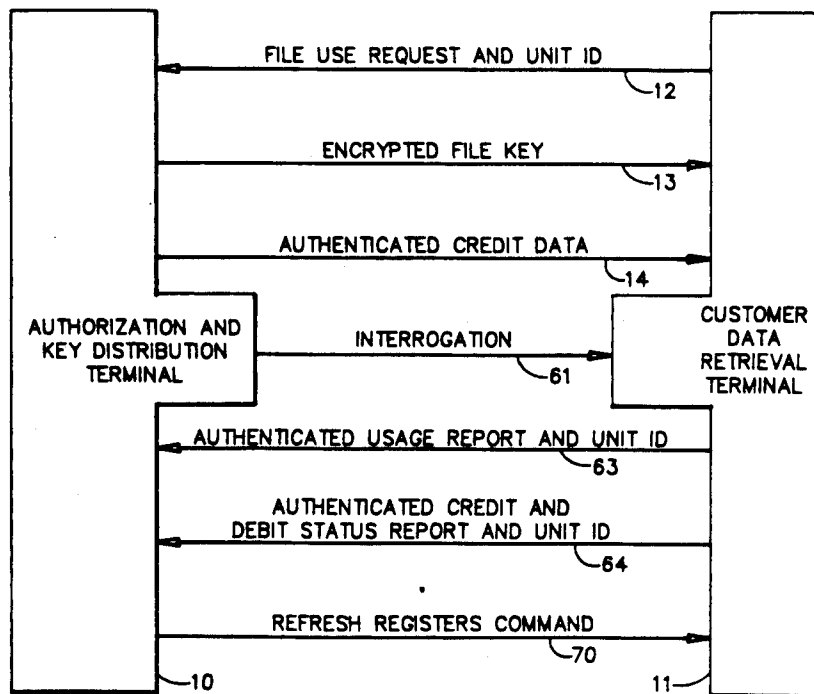 FILE USE REQUEST AND UNIT ID
12
ENCRYPTED FILE KEY
13
AUTHENTICATED CREDIT DATA
14
AUTHORIZATION AND
KEY DISTRIBUTION
TERMINAL
INTERROGATION
61
CUSTOMER
DATA
RETRIEVAL
TERMINAL
AUTHENTICATED USAGE REPORT AND UNIT ID
63
AUTHENTICATED CREDIT AND
DEBIT STATUS REPORT AND UNIT ID
64
REFRESH REGISTERS COMMAND
70
10
11